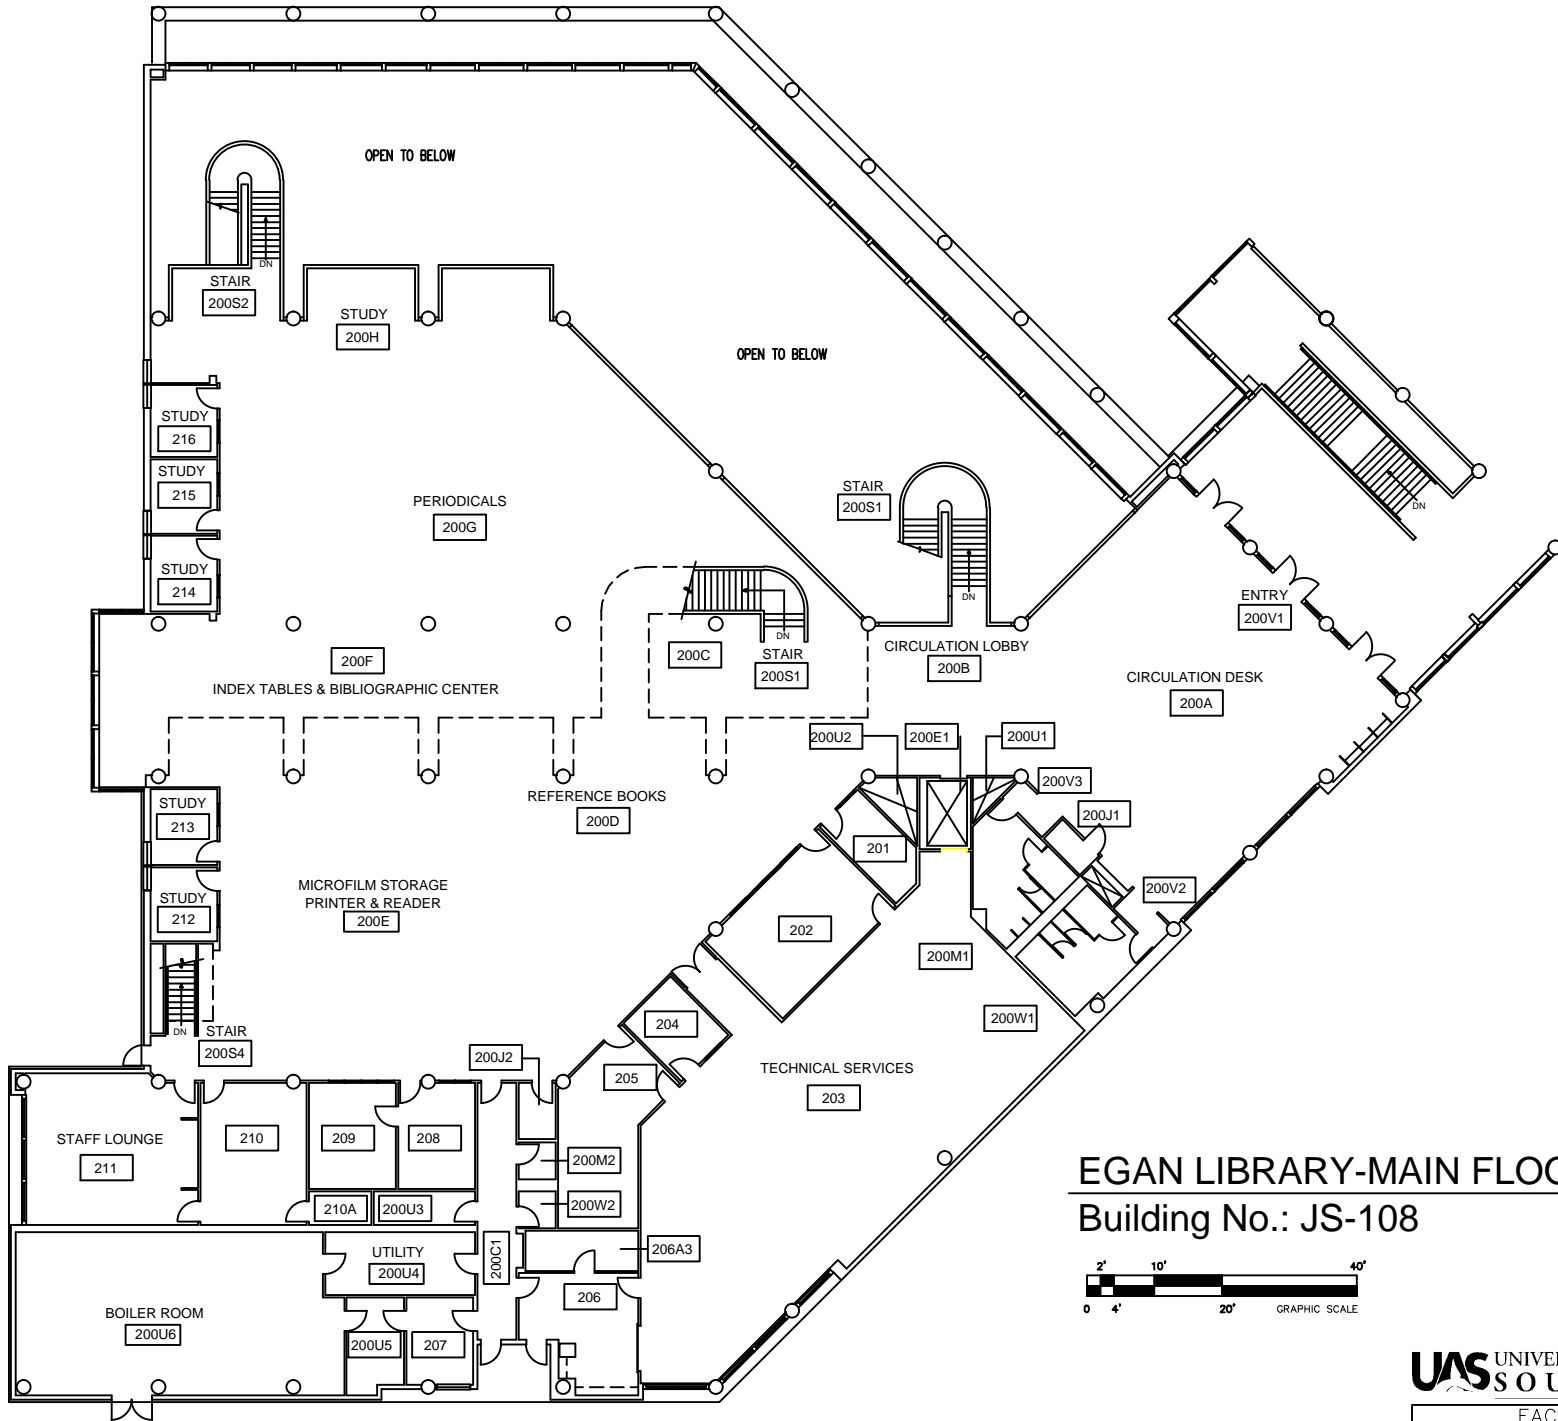 OPEN TO BELOW
DN
STAIR
200S2
STUDY
200H
OPEN TO BELOW
STUDY
216
STUDY
215
STUDY
214
PERIODICALS
200G
STAIR
200S1
DN
DN
ENTRY
200V1
200F
INDEX TABLES & BIBLIOGRAPHIC CENTER
200C
DN
STAIR
200S1
CIRCULATION LOBBY
200B
CIRCULATION DESK
200A
200U2
200E1
200U1
200V3
200J1
200V2
STUDY
213
REFERENCE BOOKS
200D
201
STUDY
212
MICROFILM STORAGE
PRINTER & READER
200E
202
200M1
200W1
DN
STAIR
200S4
200J2
204
205
TECHNICAL SERVICES
203
STAFF LOUNGE
211
210
209
208
200M2
210A
200U3
200W2
200C1
206A3
UTILITY
200U4
206
BOILER ROOM
200U6
200U5
207
EGAN LIBRARY-MAIN FLOO
Building No.: JS-108
2' 10' 40'
0 4' 20' GRAPHIC SCALE
UAS UNIVER
SOU
FAC